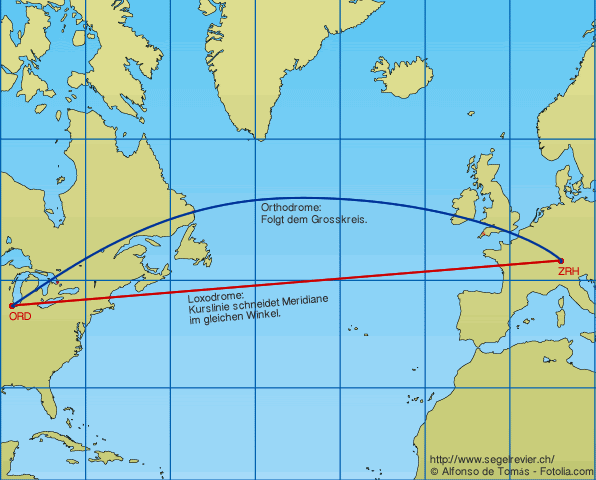 Orthodrome:
Folgt dem Grosskreis.
ZRH
Loxodrome:
Kurslinie schneidet Meridiane
im gleichen Winkel.
ORD
http://www.segelrevier.ch/
© Alfonso de Tomás - Fotolia.com